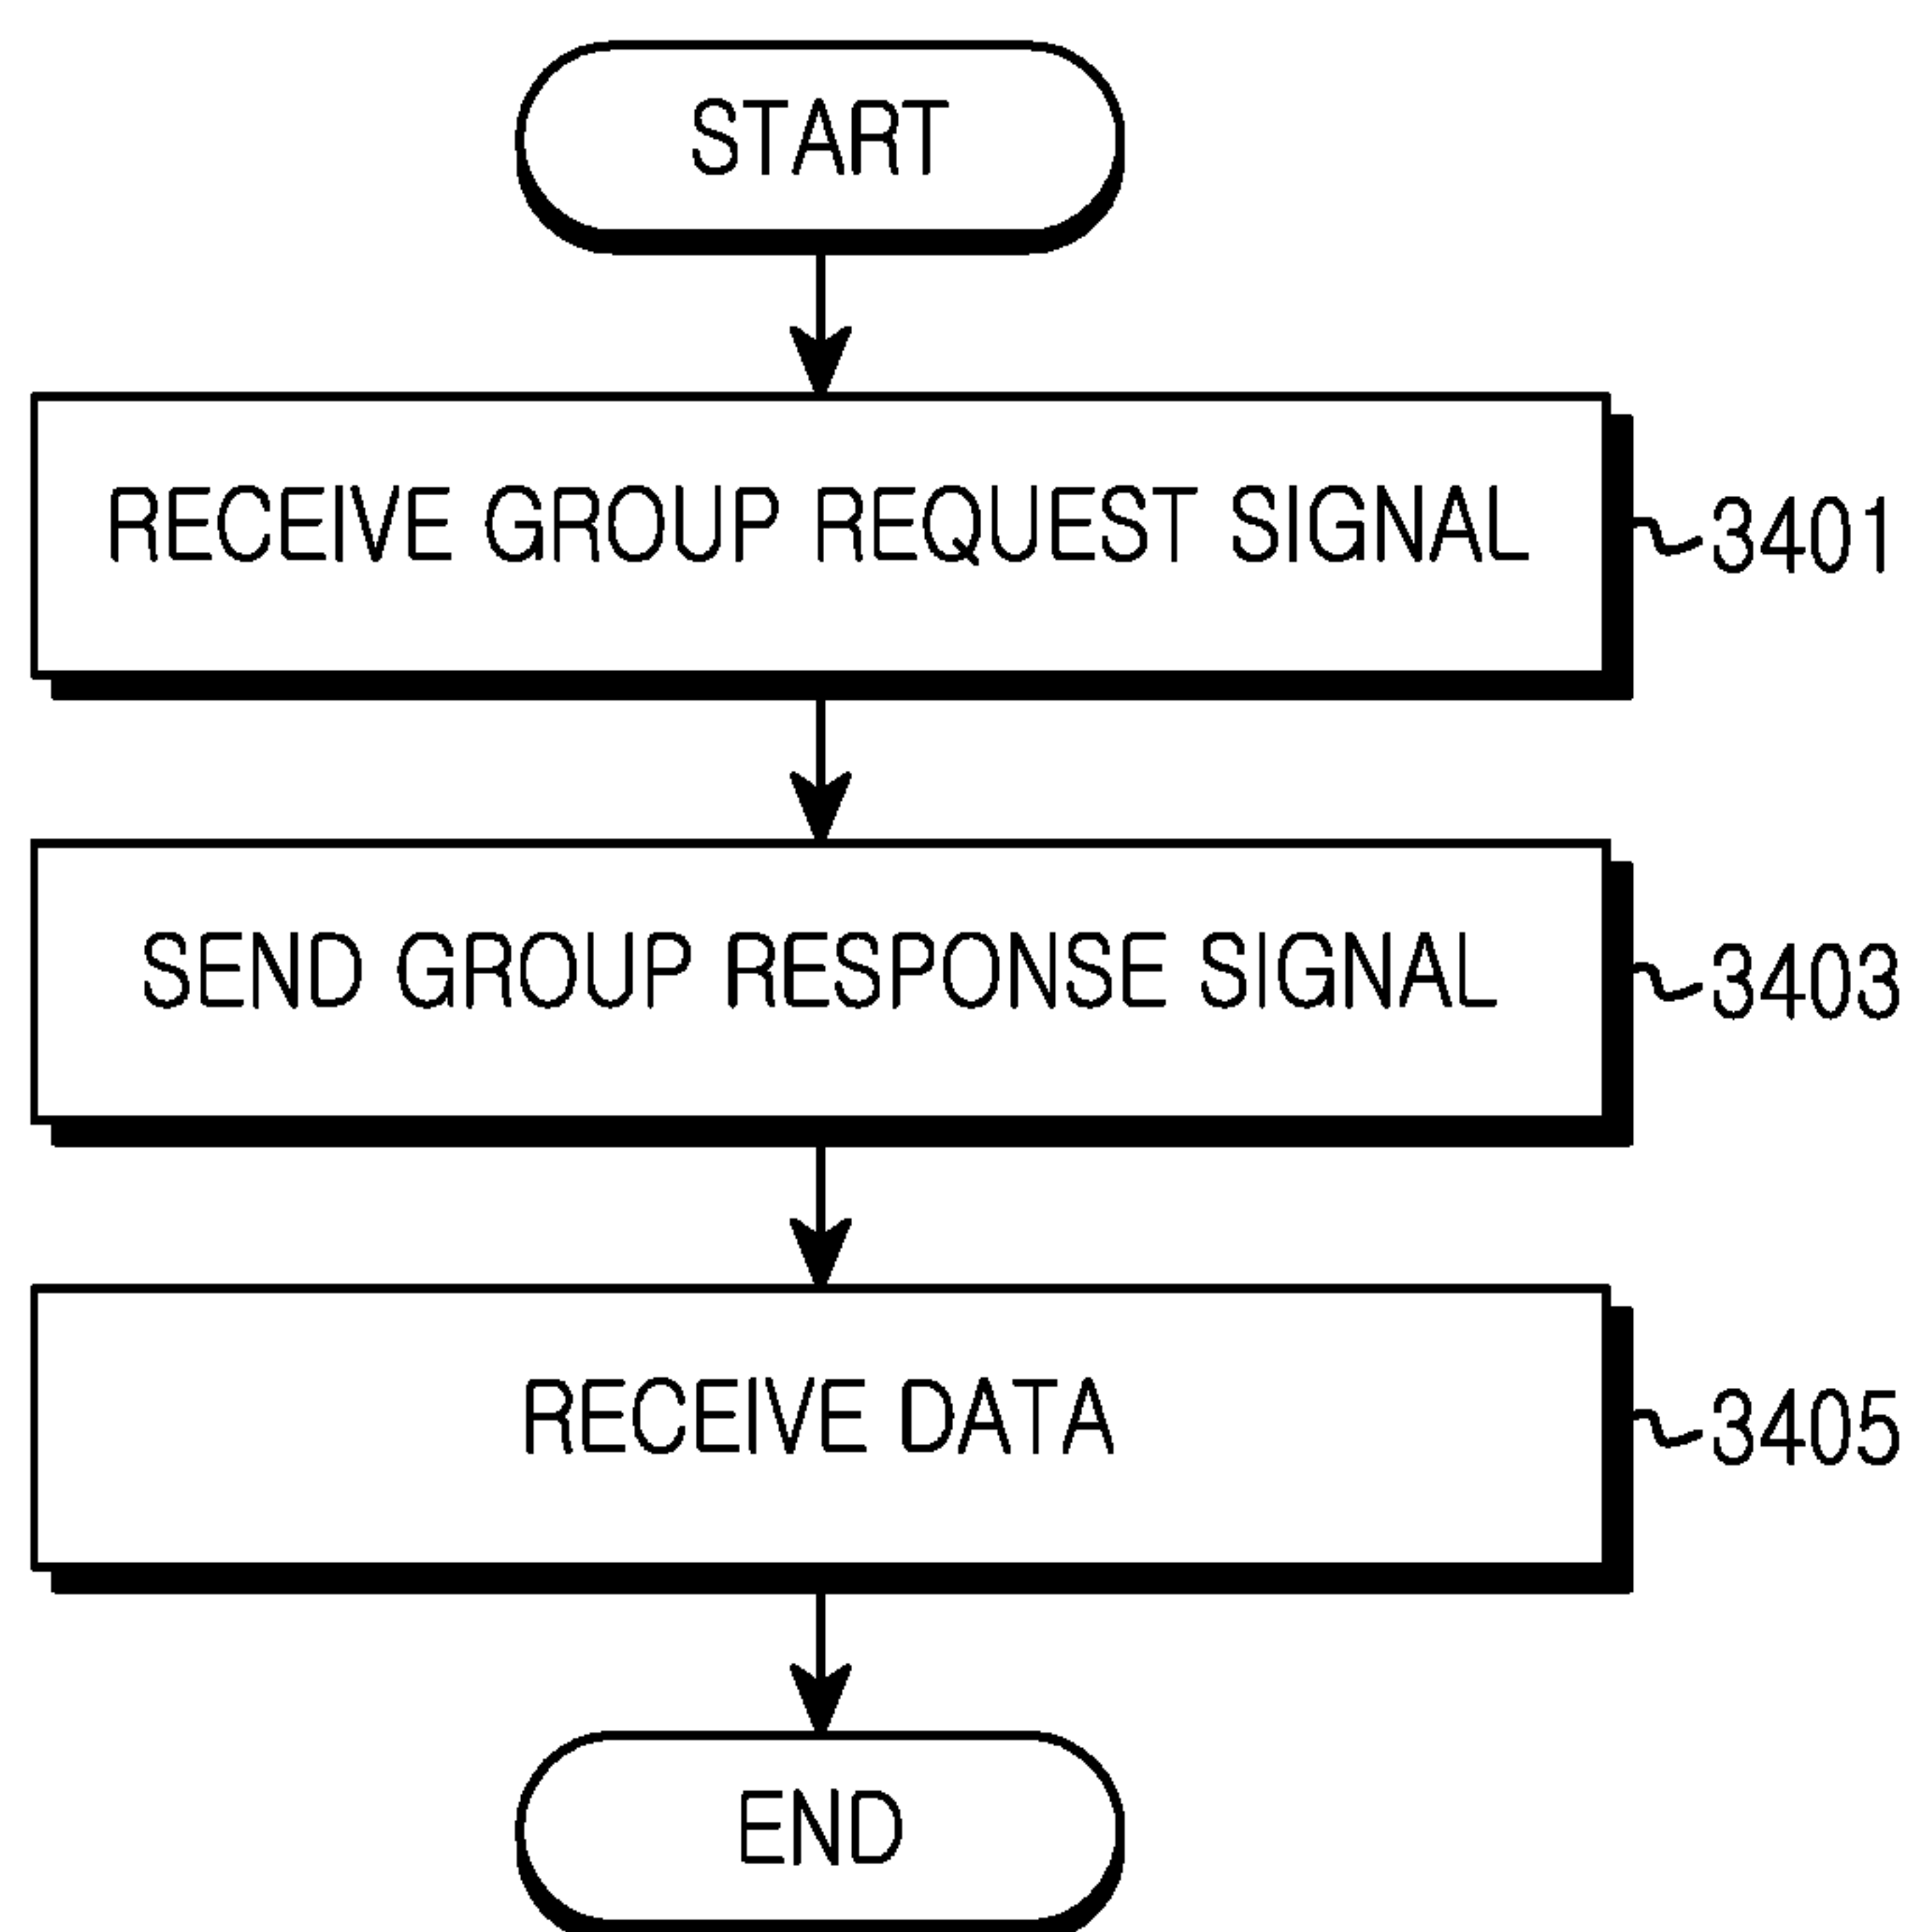 START
RECEIVE GROUP REQUEST SIGNAL
3401
SEND GROUP RESPONSE SIGNAL
3403
RECEIVE DATA
3405
END